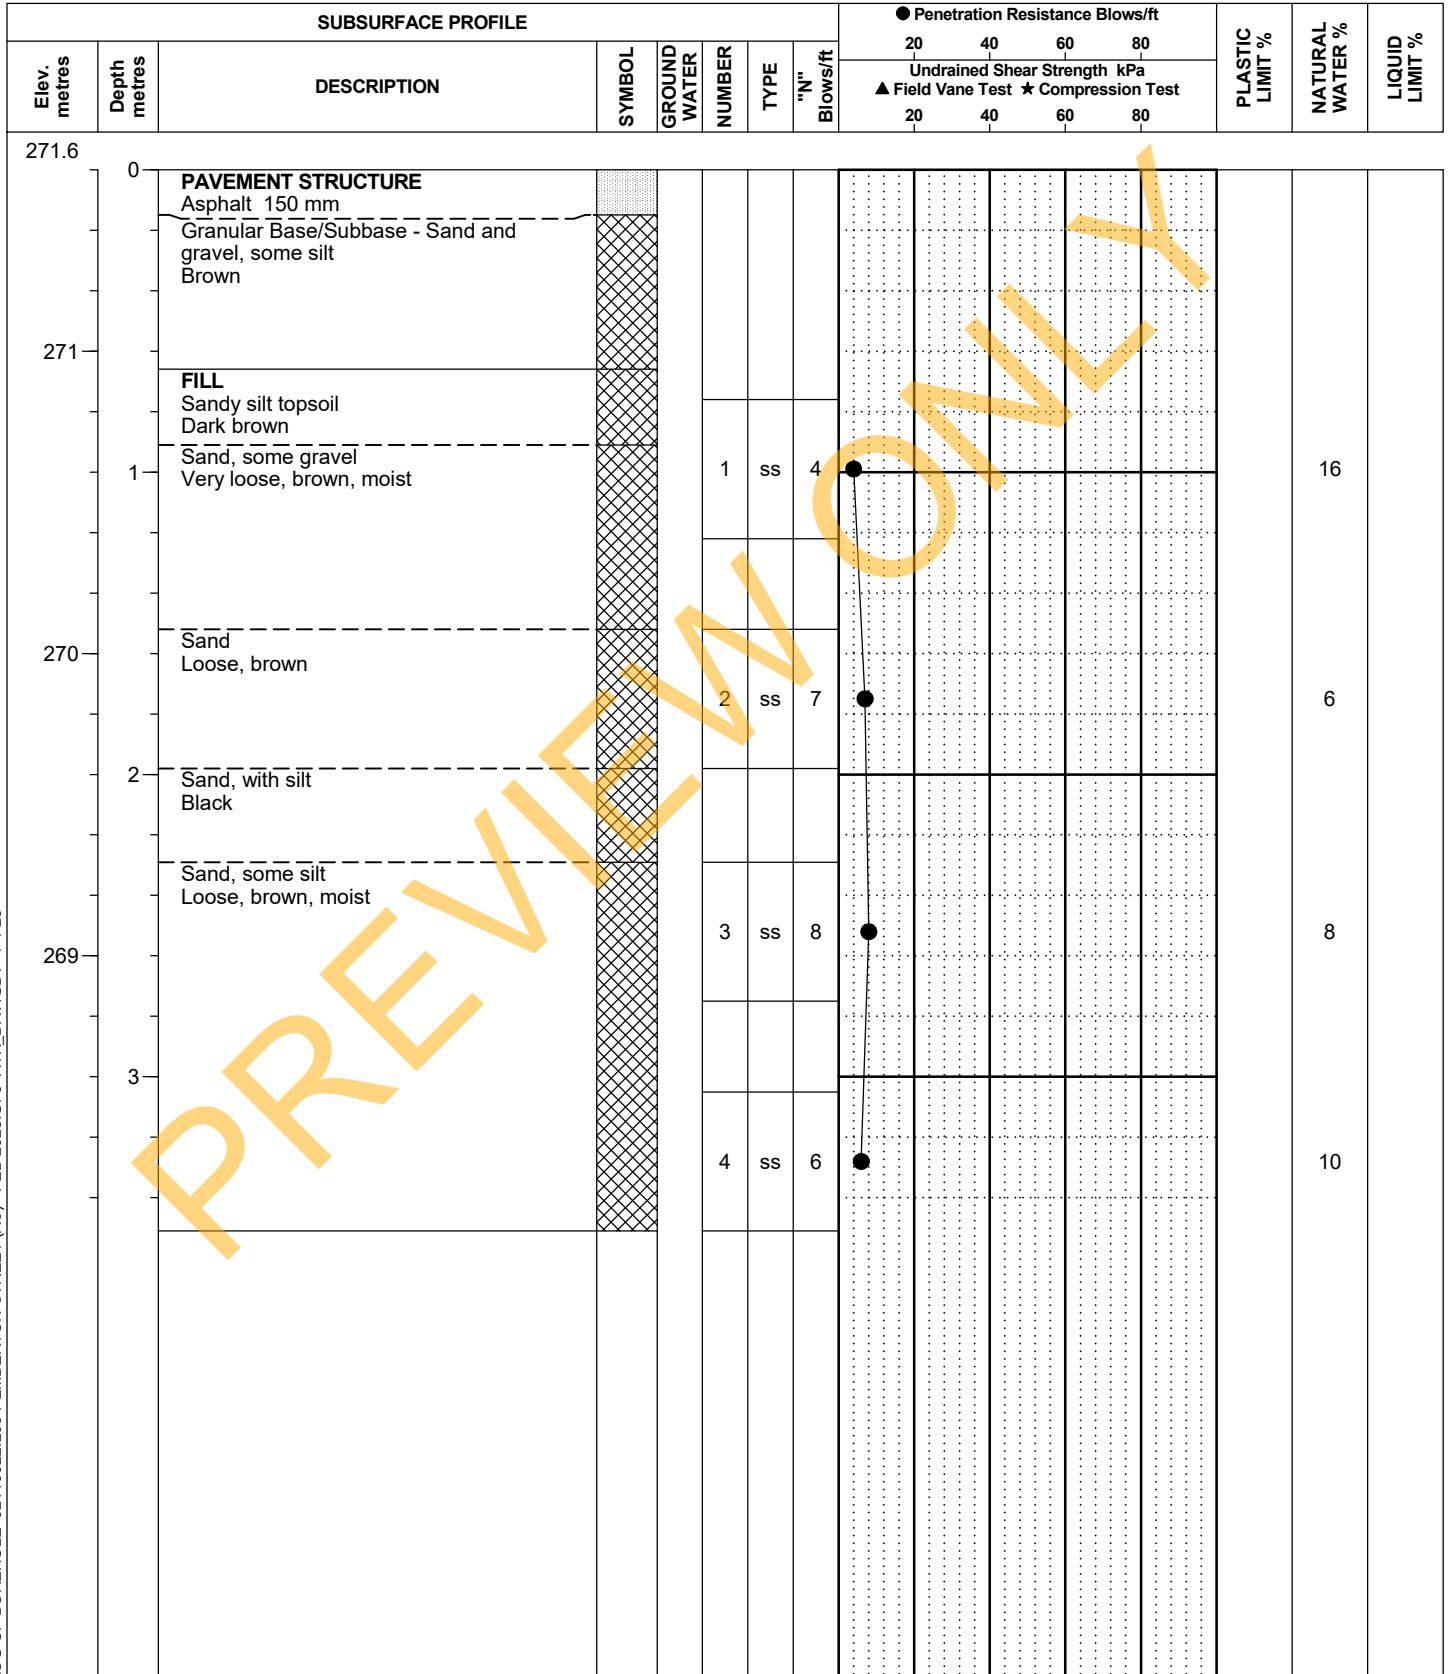 SUBSURFACE PROFILE
● Penetration Resistance Blows/ft
20 40 60 80
Undrained Shear Strength kPa
▲ Field Vane Test ★ Compression Test
20 40 60 80
Elev. metres
Depth metres
DESCRIPTION
SYMBOL
GROUND WATER
NUMBER
TYPE
"N" Blows/ft
PLASTIC LIMIT %
NATURAL WATER %
LIQUID LIMIT %
271.6
0
PAVEMENT STRUCTURE
Asphalt 150 mm
Granular Base/Subbase - Sand and
gravel, some silt
Brown
271
FILL
Sandy silt topsoil
Dark brown
Sand, some gravel
Very loose, brown, moist
1
1 ss 4 16
Sand
Loose, brown
270
2 ss 7 6
2
Sand, with silt
Black
Sand, some silt
Loose, brown, moist
3 ss 8 8
269
3
4 ss 6 10
PREVIEW ONLY